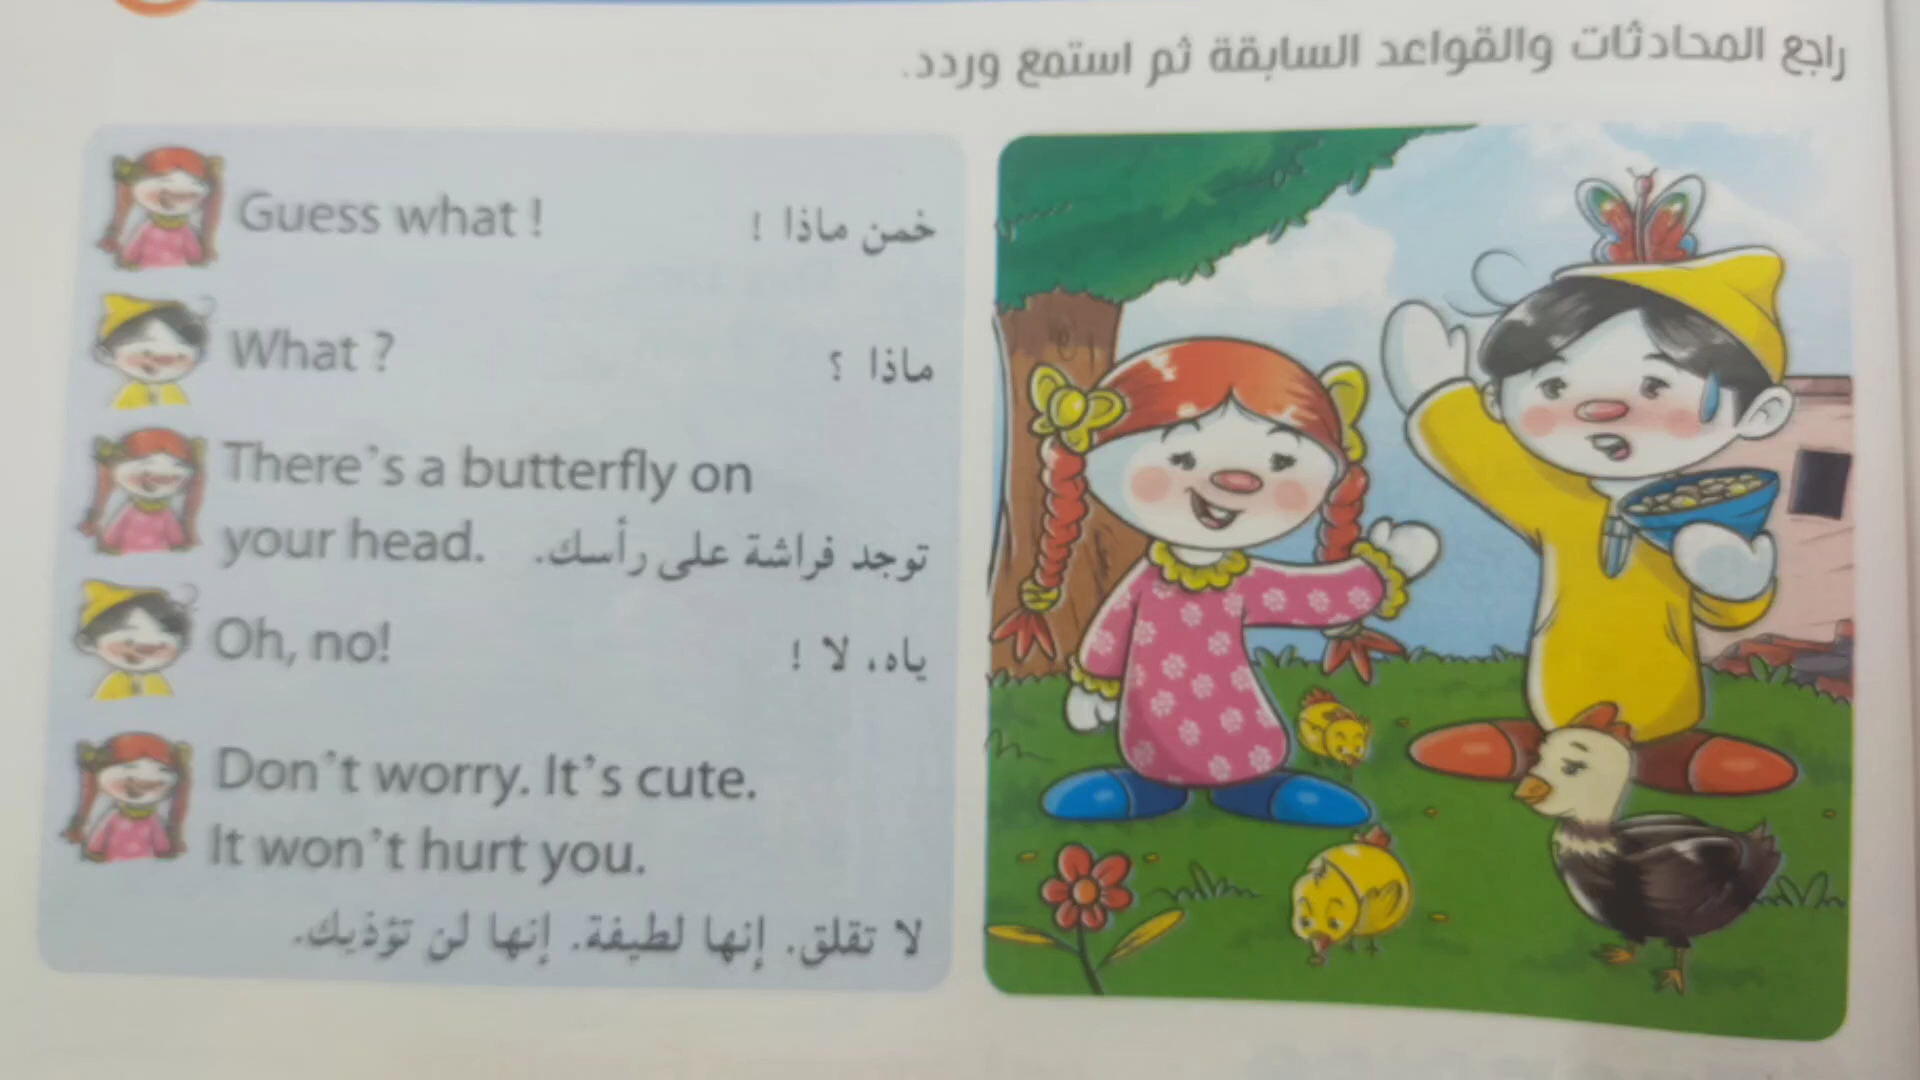 راجع المحادثات والقواعد السابقة ثم استمع وردد.
Guess what ! خمن ماذا !
What ? ماذا ؟
There's a butterfly on
your head. توجد فراشة على رأسك.
Oh, no! ياه، لا !
Don't worry. It's cute.
It won't hurt you.
لا تقلق. إنها لطيفة. إنها لن تؤذيك.